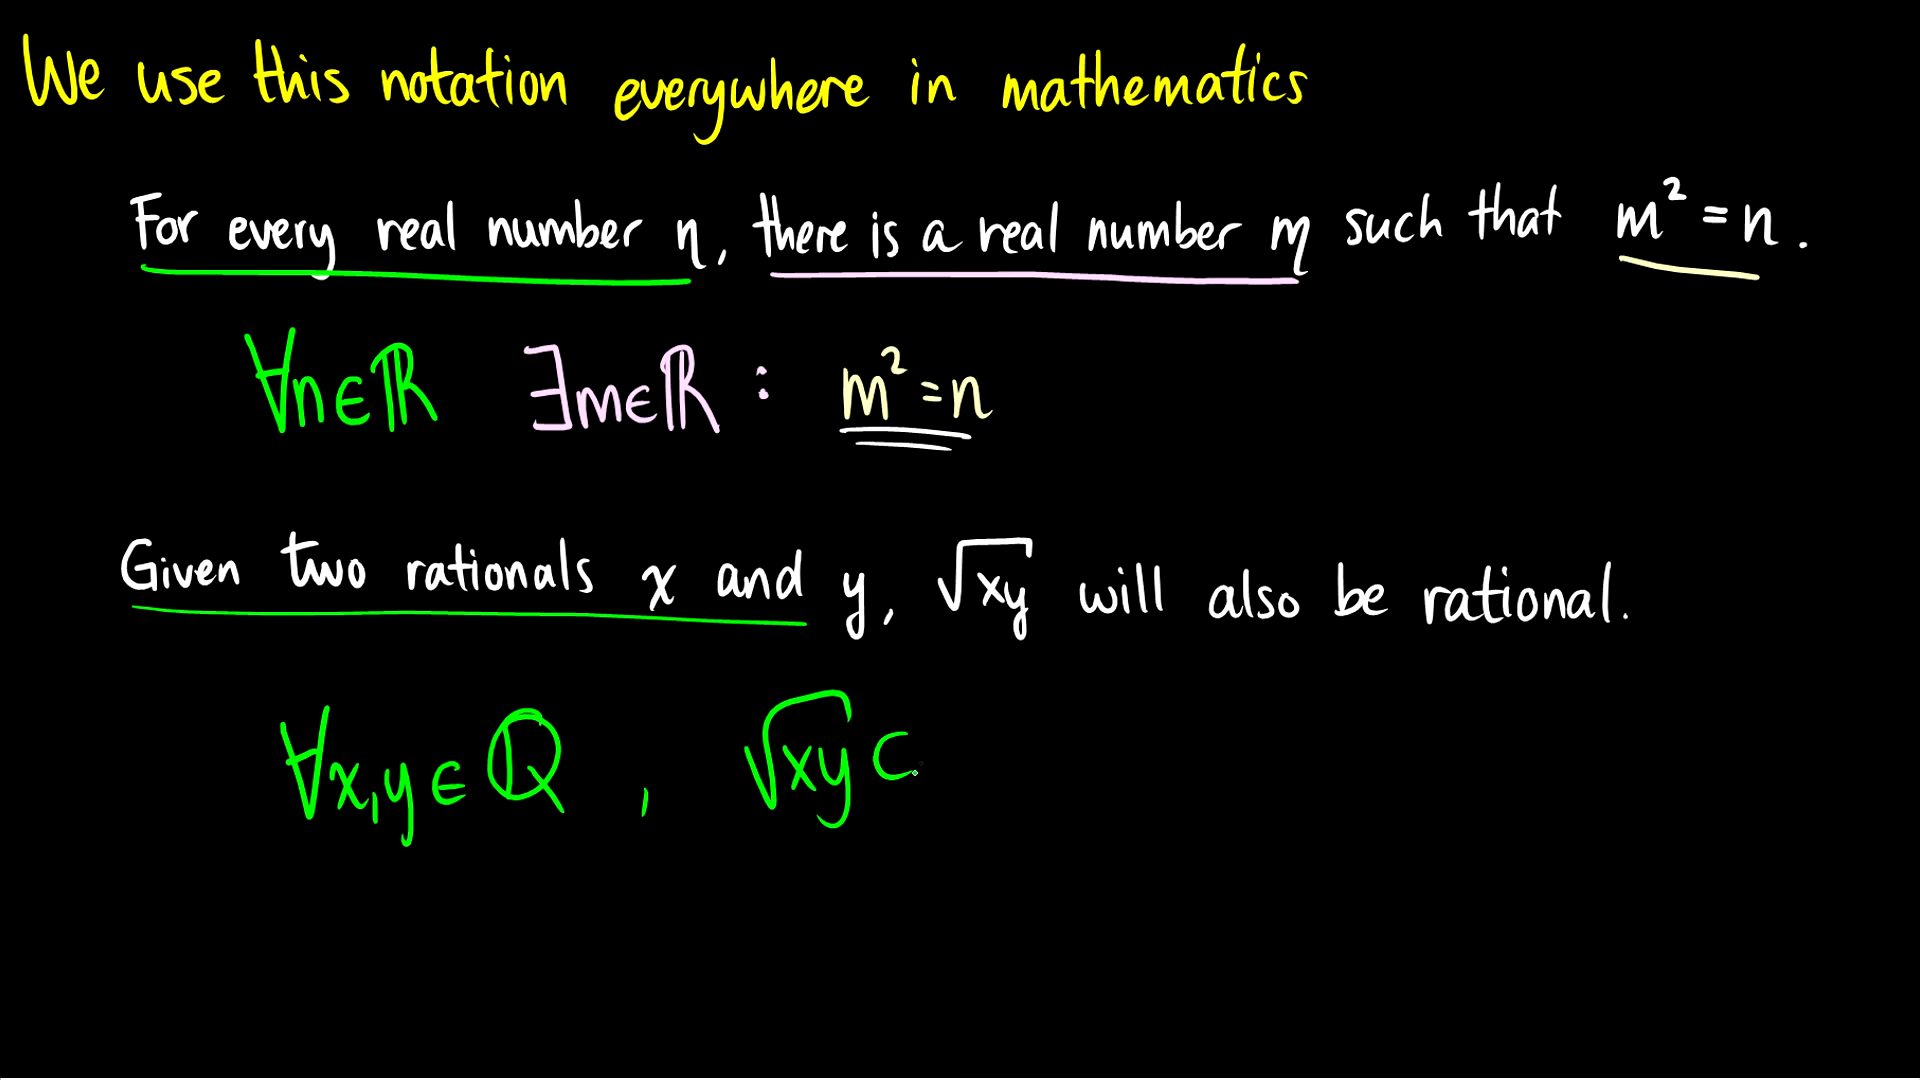 We use this notation everywhere in mathematics
For every real number n, there is a real number m such that m² = n.
∀n∈ℝ ∃m∈ℝ : m² = n
Given two rationals x and y, √xy will also be rational.
∀x,y∈ℚ , √xy c